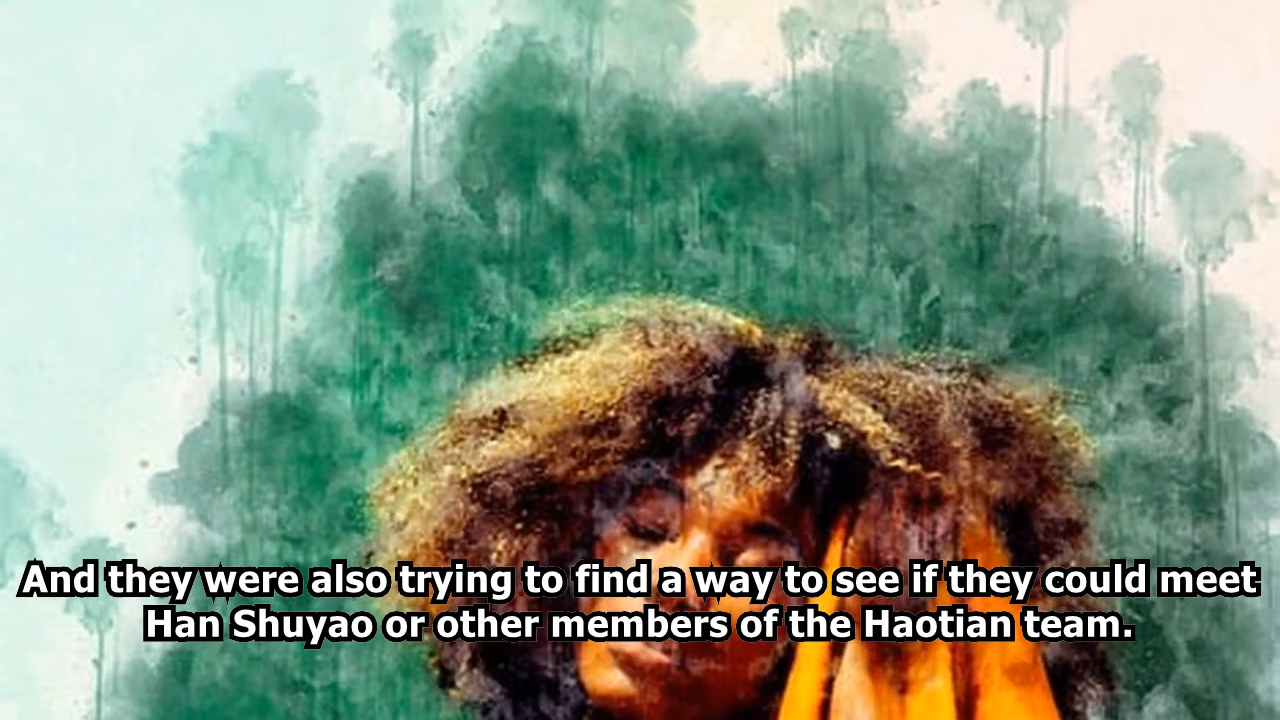 And they were also trying to find a way to see if they could meet
Han Shuyao or other members of the Haotian team.